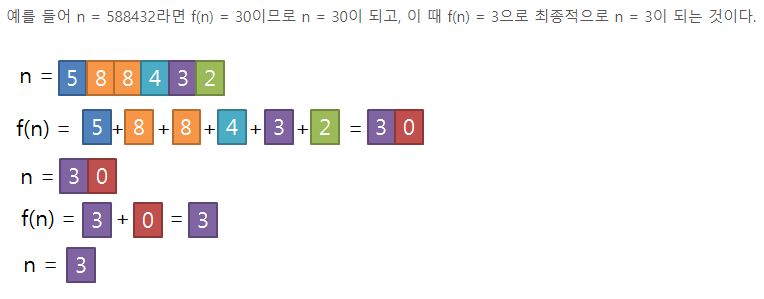 예를 들어 n = 588432라면 f(n) = 30이므로 n = 30이 되고, 이 때 f(n) = 3으로 최종적으로 n = 3이 되는 것이다.
n = 5 8 8 4 3 2
f(n) = 5 + 8 + 8 + 4 + 3 + 2 = 3 0
n = 3 0
f(n) = 3 + 0 = 3
n = 3